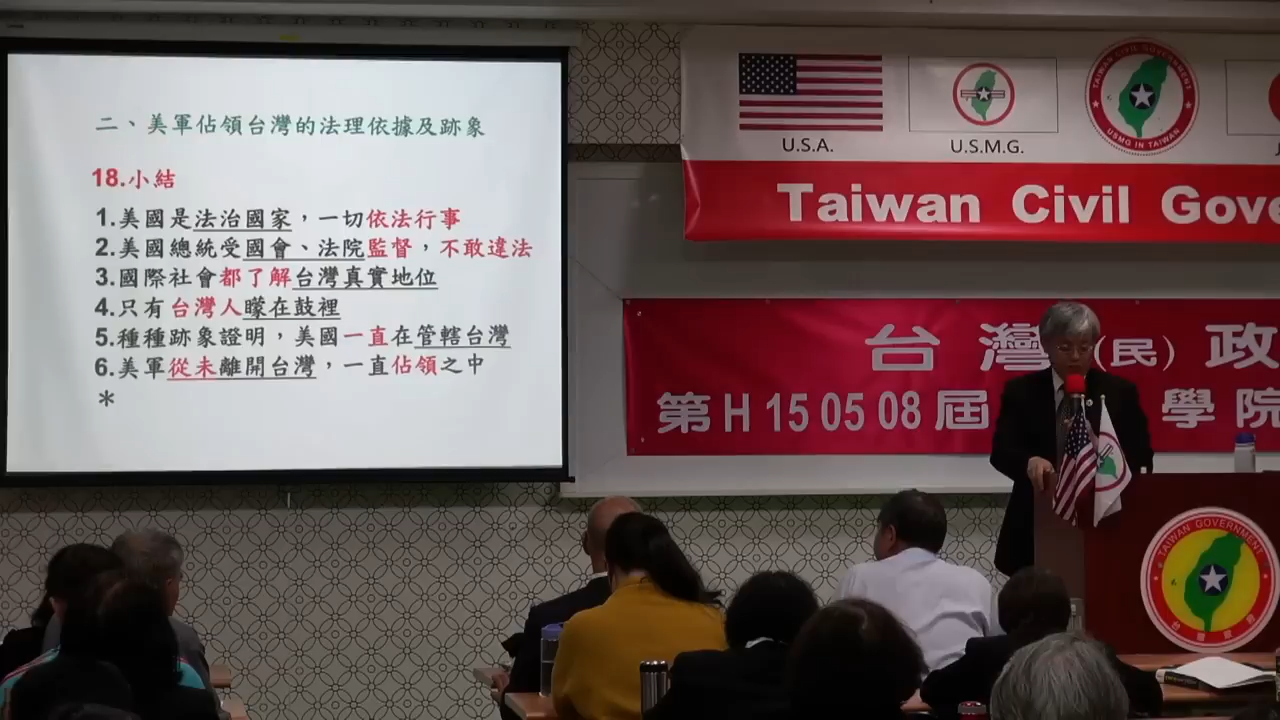 二、美軍佔領台灣的法理依據及跡象
18.小結
1.美國是法治國家，一切依法行事
2.美國總統受國會、法院監督，不敢違法
3.國際社會都了解台灣真實地位
4.只有台灣人矇在鼓裡
5.種種跡象證明，美國一直在管轄台灣
6.美軍從未離開台灣，一直佔領之中
*
U.S.A.
U.S.M.G.
TAIWAN CIVIL GOVERNMENT
USMG IN TAIWAN
Taiwan Civil Gove
台灣(民)政
第H 15 05 08屆
學院
TAIWAN GOVERNMENT